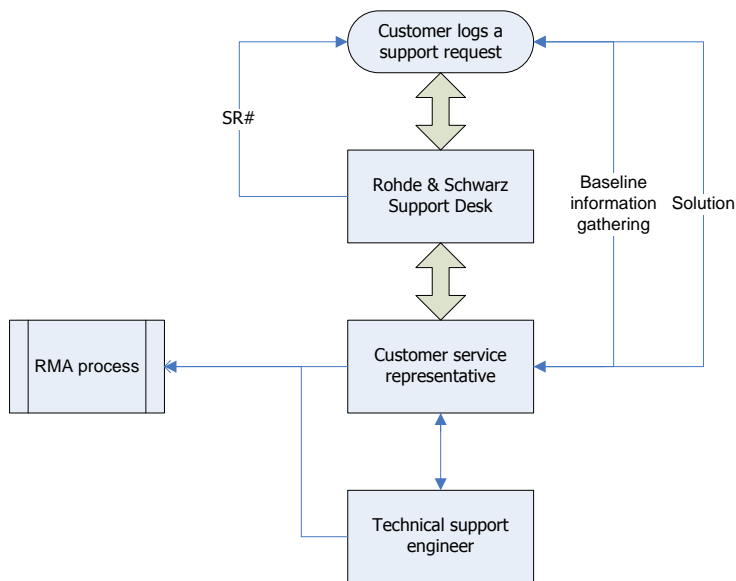 Customer logs a
support request
SR#
Rohde & Schwarz
Support Desk
Baseline
information
gathering
Solution
RMA process
Customer service
representative
Technical support
engineer